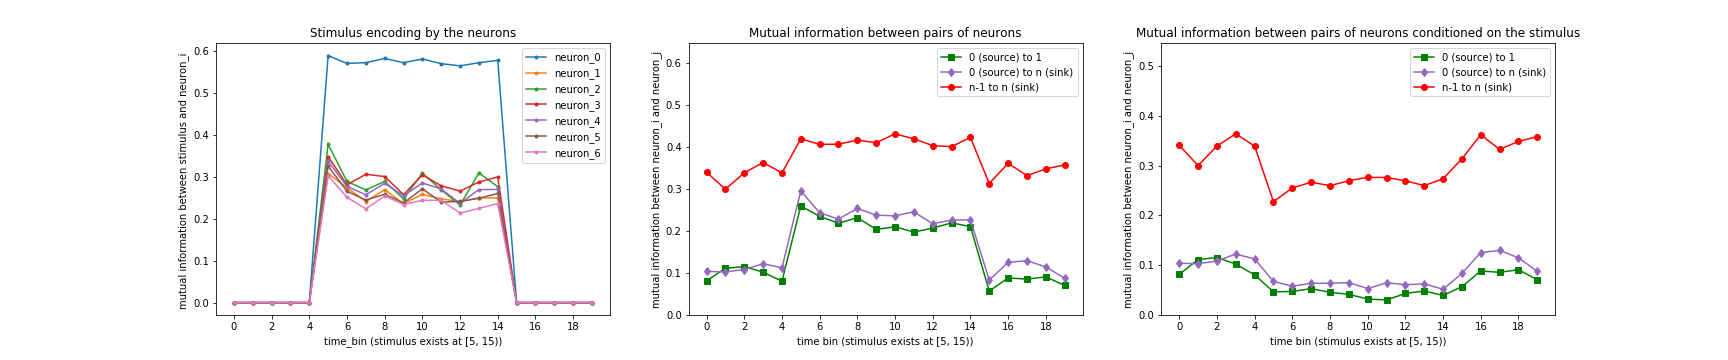 Stimulus encoding by the neurons
mutual information between stimulus and neuron_i
0.6
0.5
0.4
0.3
0.2
0.1
0.0
neuron_0
neuron_1
neuron_2
neuron_3
neuron_4
neuron_5
neuron_6
0 2 4 6 8 10 12 14 16 18
time_bin (stimulus exists at [5, 15))
Mutual information between pairs of neurons
mutual information between neuron_i and neuron_j
0.6
0.5
0.4
0.3
0.2
0.1
0.0
0 (source) to 1
0 (source) to n (sink)
n-1 to n (sink)
0 2 4 6 8 10 12 14 16 18
time bin (stimulus exists at [5, 15))
Mutual information between pairs of neurons conditioned on the stimulus
mutual information between neuron_i and neuron_j
0.5
0.4
0.3
0.2
0.1
0.0
0 (source) to 1
0 (source) to n (sink)
n-1 to n (sink)
0 2 4 6 8 10 12 14 16 18
time bin (stimulus exists at [5, 15))